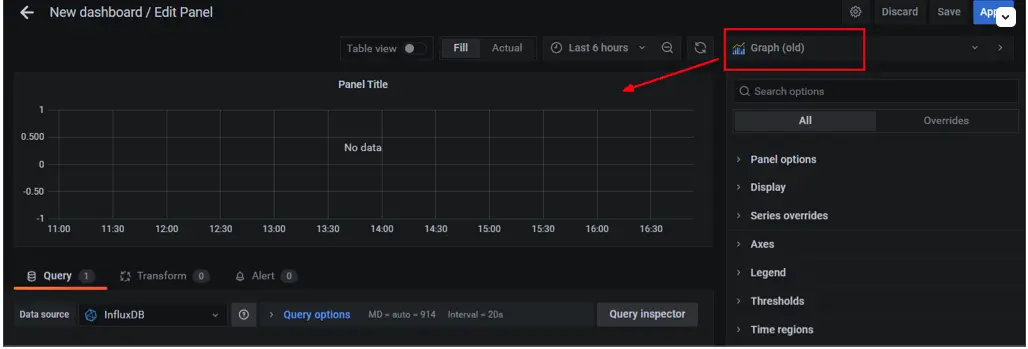 New dashboard / Edit Panel
Discard
Save
Table view
Fill
Actual
Last 6 hours
Graph (old)
Panel Title
Search options
All
Overrides
1
0.500
0
-0.50
-1
No data
11:00
11:30
12:00
12:30
13:00
13:30
14:00
14:30
15:00
15:30
16:00
16:30
Panel options
Display
Series overrides
Axes
Legend
Thresholds
Time regions
Query 1
Transform 0
Alert 0
Data source
InfluxDB
Query options
MD = auto = 914
Interval = 20s
Query inspector